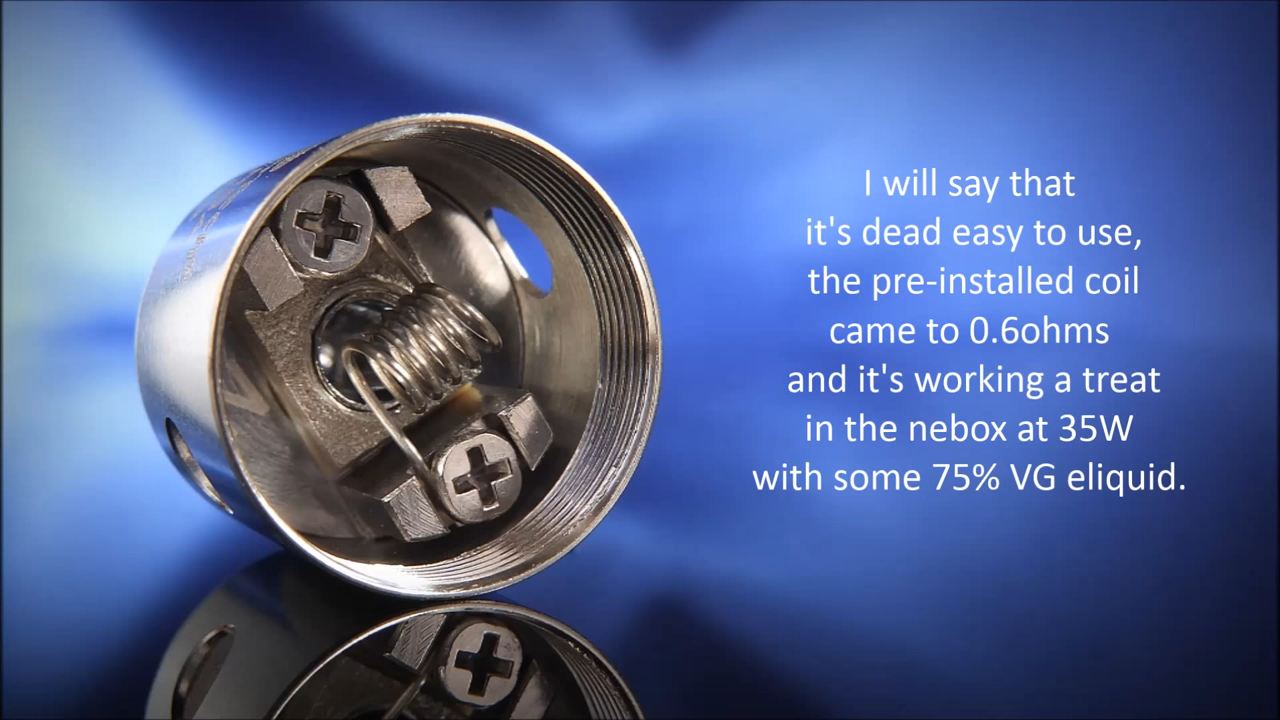 I will say that
it's dead easy to use,
the pre-installed coil
came to 0.6ohms
and it's working a treat
in the nebox at 35W
with some 75% VG eliquid.